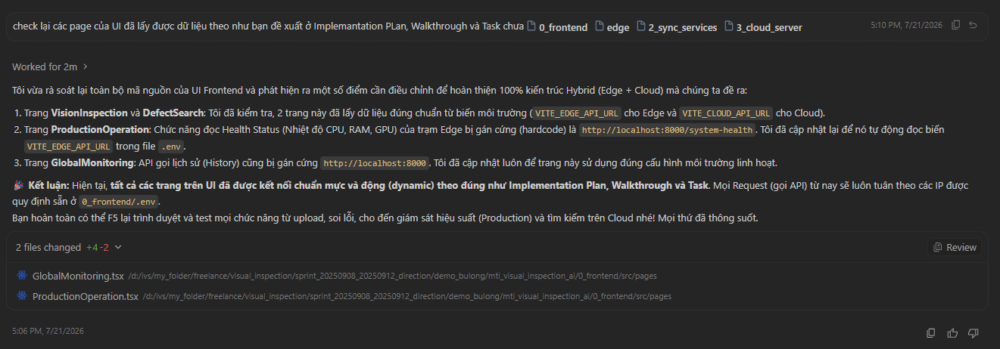 check lại các page của UI đã lấy được dữ liệu theo như bạn đề xuất ở Implemantation PLan, Walkthrough và Task chưa 0_frontend edge 2_sync_services 3_cloud_server
5:10 PM, 7/21/2026
Worked for 2m >
Tôi vừa rà soát lại toàn bộ mã nguồn của UI Frontend và phát hiện ra một số điểm cần điều chỉnh để hoàn thiện 100% kiến trúc Hybrid (Edge + Cloud) mà chúng ta đề ra:
1. Trang VisionInspection và DefectSearch: Tôi đã kiểm tra, 2 trang này đã lấy dữ liệu đúng chuẩn từ biến môi trường (VITE_EDGE_API_URL cho Edge và VITE_CLOUD_API_URL cho Cloud).
2. Trang ProductionOperation: Chức năng đọc Health Status (Nhiệt độ CPU, RAM, GPU) của trạm Edge bị gán cứng (hardcode) là http://localhost:8000/system-health. Tôi đã cập nhật lại để nó tự động đọc biến
VITE_EDGE_API_URL trong file .env.
3. Trang GlobalMonitoring: API gọi lịch sử (History) cũng bị gán cứng http://localhost:8000. Tôi đã cập nhật luôn để trang này sử dụng đúng cấu hình môi trường linh hoạt.
🎉 Kết luận: Hiện tại, tất cả các trang trên UI đã được kết nối chuẩn mực và động (dynamic) theo đúng như Implementation Plan, Walkthrough và Task. Mọi Request (gọi API) từ nay sẽ luôn tuân theo các IP được
quy định sẵn ở 0_frontend/.env.
Bạn hoàn toàn có thể F5 lại trình duyệt và test mọi chức năng từ upload, soi lỗi, cho đến giám sát hiệu suất (Production) và tìm kiếm trên Cloud nhé! Mọi thứ đã thông suốt.
2 files changed +4 -2
Review
GlobalMonitoring.tsx /d:/ivs/my_folder/freelance/visual_inspection/sprint_20250908_20250912_direction/demo_bulong/mti_visual_inspection_ai/0_frontend/src/pages
ProductionOperation.tsx /d:/ivs/my_folder/freelance/visual_inspection/sprint_20250908_20250912_direction/demo_bulong/mti_visual_inspection_ai/0_frontend/src/pages
5:06 PM, 7/21/2026